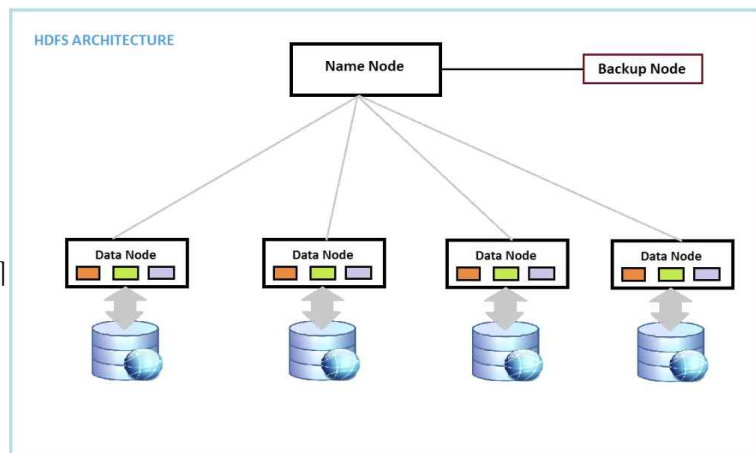 HDFS ARCHITECTURE
Name Node
Backup Node
Data Node
Data Node
Data Node
Data Node